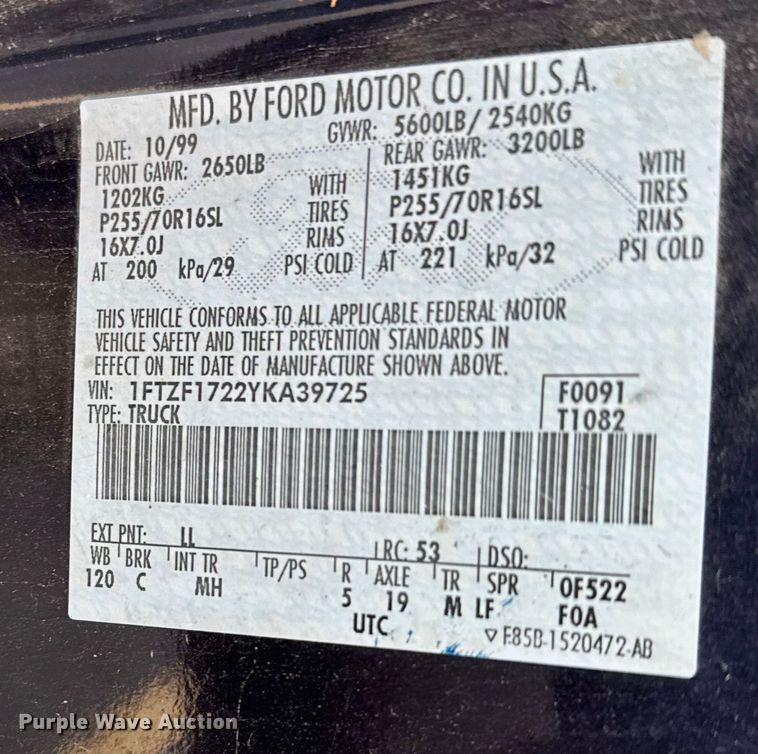 MFD. BY FORD MOTOR CO. IN U.S.A.
DATE: 10/99 GVWR: 5600LB/ 2540KG
FRONT GAWR: 2650LB REAR GAWR: 3200LB
1202KG WITH 1451KG WITH
P255/70R16SL TIRES P255/70R16SL TIRES
16X7.0J RIMS 16X7.0J RIMS
AT 200 kPa/29 PSI COLD AT 221 kPa/32 PSI COLD
THIS VEHICLE CONFORMS TO ALL APPLICABLE FEDERAL MOTOR
VEHICLE SAFETY AND THEFT PREVENTION STANDARDS IN
EFFECT ON THE DATE OF MANUFACTURE SHOWN ABOVE.
VIN: 1FTZF1722YKA39725 F0091
TYPE: TRUCK T1082
EXT PNT: LL RC: 53 DSO:
WB BRK INT TR TP/PS R AXLE TR SPR 0F522
120 C MH 5 19 M LF F0A
UTC ▽ F85B-1520472-AB
Purple Wave Auction